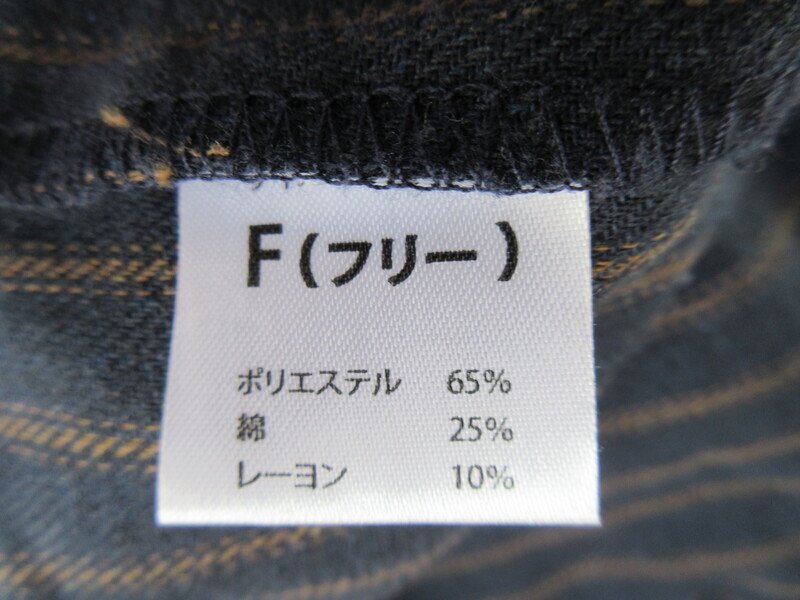 F(フリー)
ポリエステル 65%
綿 25%
レーヨン 10%